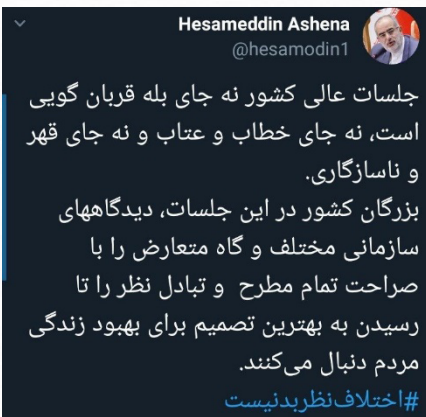 Hesameddin Ashena
@hesamodin1
جلسات عالی کشور نه جای بله قربان گویی
است، نه جای خطاب و عتاب و نه جای قهر
و ناسازگاری.
بزرگان کشور در این جلسات، دیدگاههای
سازمانی مختلف و گاه متعارض را با
صراحت تمام مطرح و تبادل نظر را تا
رسیدن به بهترین تصمیم برای بهبود زندگی
مردم دنبال می‌کنند.
#اختلاف‌نظربدنیست